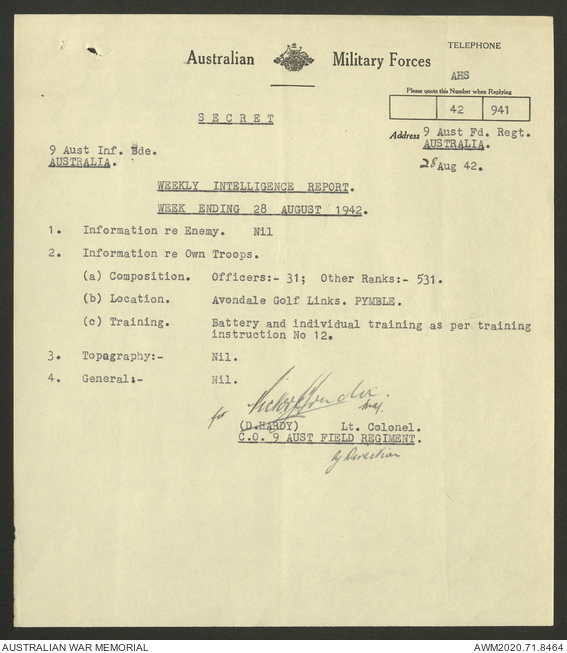 TELEPHONE
Australian Military Forces
AHS
Please quote this Number when Replying
42 941
SECRET
Address 9 Aust Fd. Regt.
AUSTRALIA.
28 Aug 42.
9 Aust Inf. Bde.
AUSTRALIA.
WEEKLY INTELLIGENCE REPORT.
WEEK ENDING 28 AUGUST 1942.
1. Information re Enemy. Nil
2. Information re Own Troops.
(a) Composition. Officers:- 31; Other Ranks:- 531.
(b) Location. Avondale Golf Links. PYMBLE.
(c) Training. Battery and individual training as per training
instruction No 12.
3. Topography:- Nil.
4. General:- Nil.
for
(D.HARDY) Lt. Colonel.
C.O. 9 AUST FIELD REGIMENT.
By Direction
AUSTRALIAN WAR MEMORIAL
AWM2020.71.8464